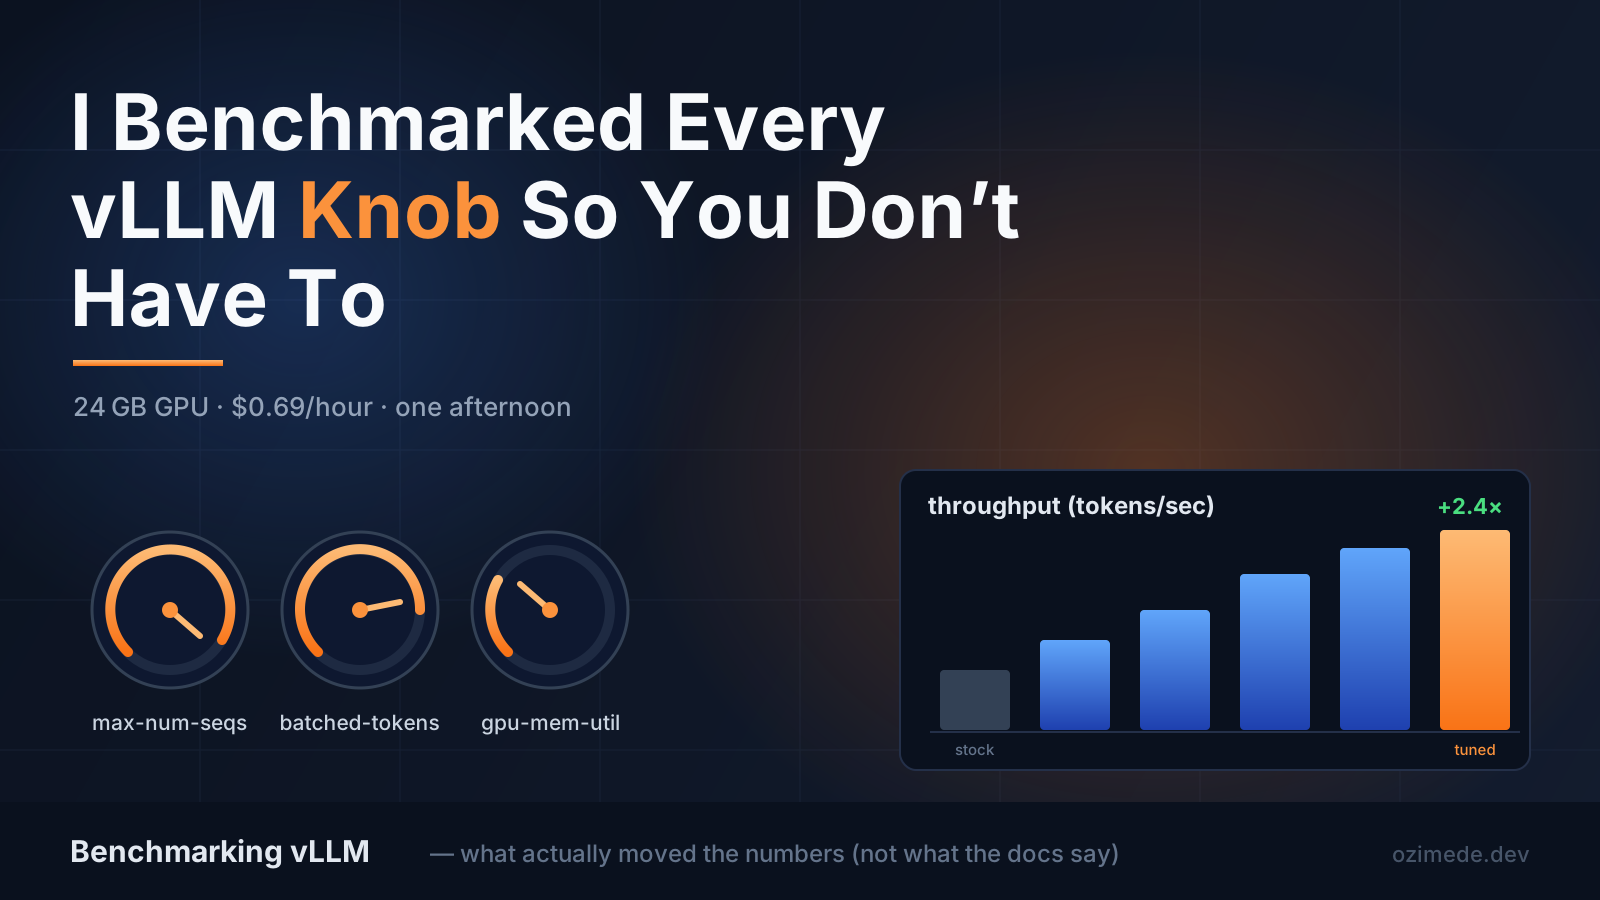 I Benchmarked Every
vLLM Knob So You Don’t
Have To
24 GB GPU · $0.69/hour · one afternoon
max-num-seqs
batched-tokens
gpu-mem-util
throughput (tokens/sec)
+2.4×
stock
tuned
Benchmarking vLLM
— what actually moved the numbers (not what the docs say)
ozimede.dev